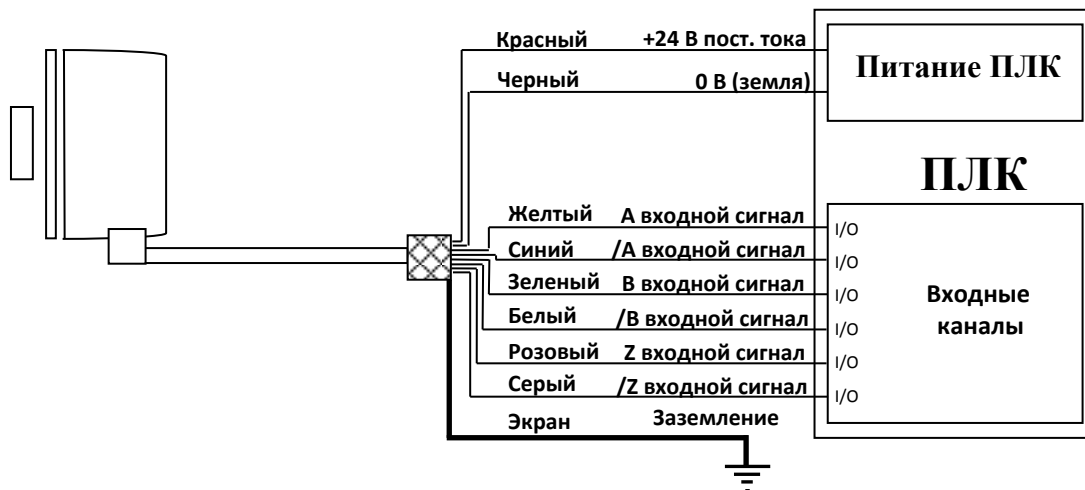 Красный +24 В пост. тока
Черный 0 В (земля)
Питание ПЛК
ПЛК
Желтый А входной сигнал
Синий /А входной сигнал
Зеленый В входной сигнал
Белый /В входной сигнал
Розовый Z входной сигнал
Серый /Z входной сигнал
Экран Заземление
I/O
I/O
I/O
I/O
I/O
I/O
Входные
каналы